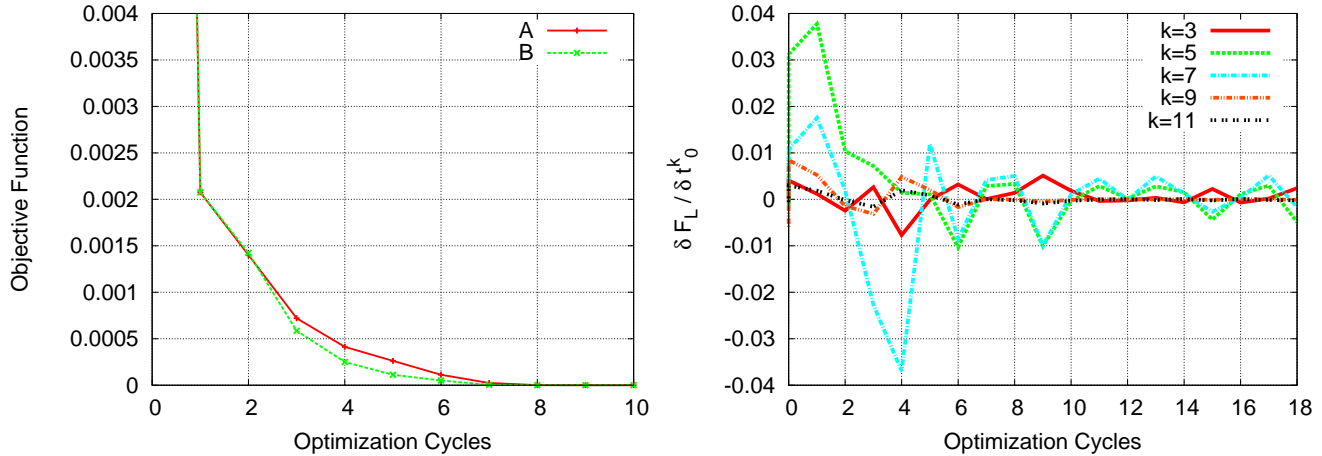 0.004
0.0035
0.003
0.0025
0.002
0.0015
0.001
0.0005
0
0 2 4 6 8 10
Objective Function
Optimization Cycles
A
B
0.04
0.03
0.02
0.01
0
-0.01
-0.02
-0.03
-0.04
0 2 4 6 8 10 12 14 16 18
δ F_L / δ t^k_0
Optimization Cycles
k=3
k=5
k=7
k=9
k=11